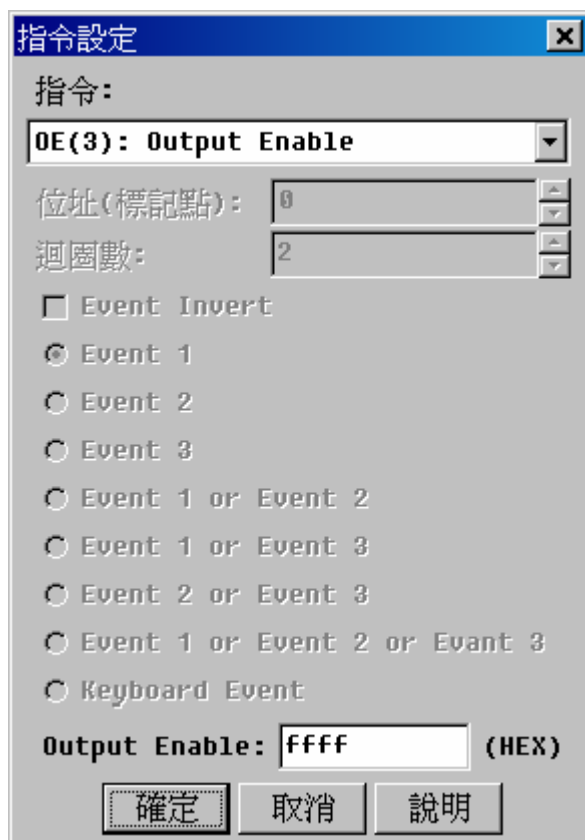 指令設定
指令:
OE(3): Output Enable
位址(標記點): 0
迴圈數: 2
Event Invert
Event 1
Event 2
Event 3
Event 1 or Event 2
Event 1 or Event 3
Event 2 or Event 3
Event 1 or Event 2 or Evant 3
Keyboard Event
Output Enable: ffff (HEX)
確定 取消 說明